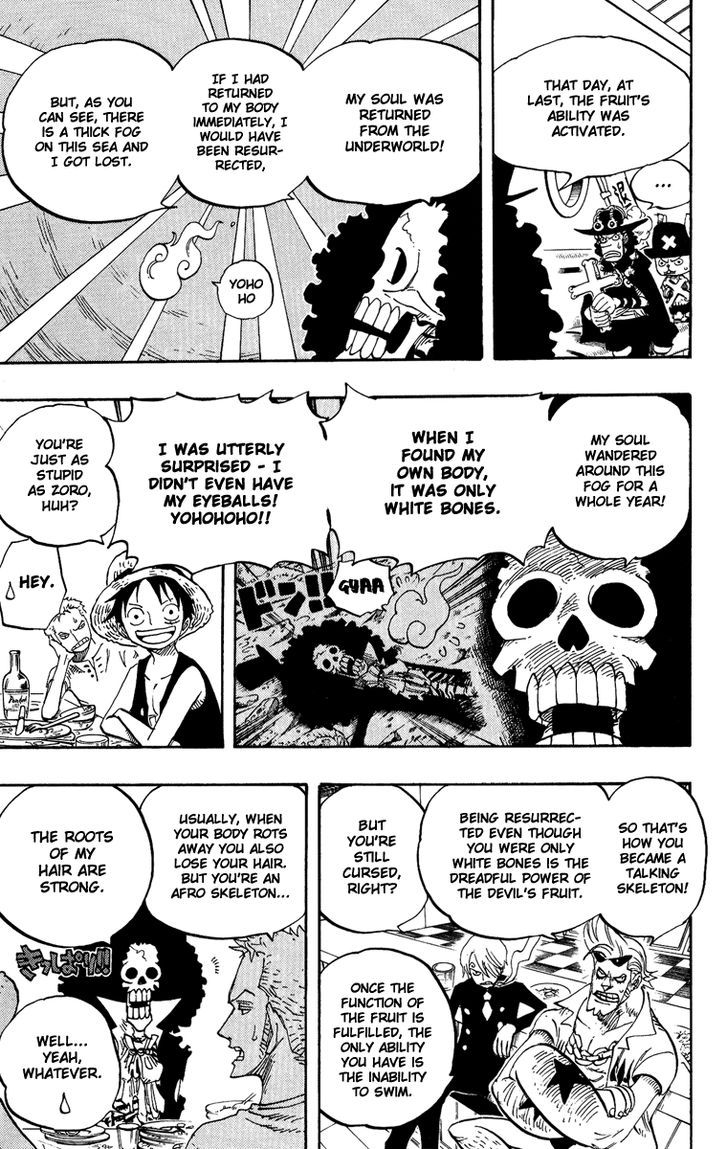 THAT DAY, AT
LAST, THE FRUIT'S
ABILITY WAS
ACTIVATED.
...
MY SOUL WAS
RETURNED
FROM THE
UNDERWORLD!
IF I HAD
RETURNED
TO MY BODY
IMMEDIATELY, I
WOULD HAVE
BEEN RESUR-
RECTED,
BUT, AS YOU
CAN SEE, THERE
IS A THICK FOG
ON THIS SEA AND
I GOT LOST.
YOHO
HO
MY SOUL
WANDERED
AROUND THIS
FOG FOR A
WHOLE YEAR!
WHEN I
FOUND MY
OWN BODY,
IT WAS ONLY
WHITE BONES.
I WAS UTTERLY
SURPRISED - I
DIDN'T EVEN HAVE
MY EYEBALLS!
YOHOHOHO!!
GYAA
ドン!!
YOU'RE
JUST AS
STUPID
AS ZORO,
HUH?
HEY.
SO THAT'S
HOW YOU
BECAME A
TALKING
SKELETON!
BEING RESURREC-
TED EVEN THOUGH
YOU WERE ONLY
WHITE BONES IS THE
DREADFUL POWER OF
THE DEVIL'S FRUIT.
BUT
YOU'RE
STILL
CURSED,
RIGHT?
ONCE THE
FUNCTION OF
THE FRUIT IS
FULFILLED, THE
ONLY ABILITY
YOU HAVE IS
THE INABILITY
TO SWIM.
USUALLY, WHEN
YOUR BODY ROTS
AWAY YOU ALSO
LOSE YOUR HAIR.
BUT YOU'RE AN
AFRO SKELETON...
THE ROOTS
OF MY
HAIR ARE
STRONG.
きっぱり!!
WELL...
YEAH,
WHATEVER.